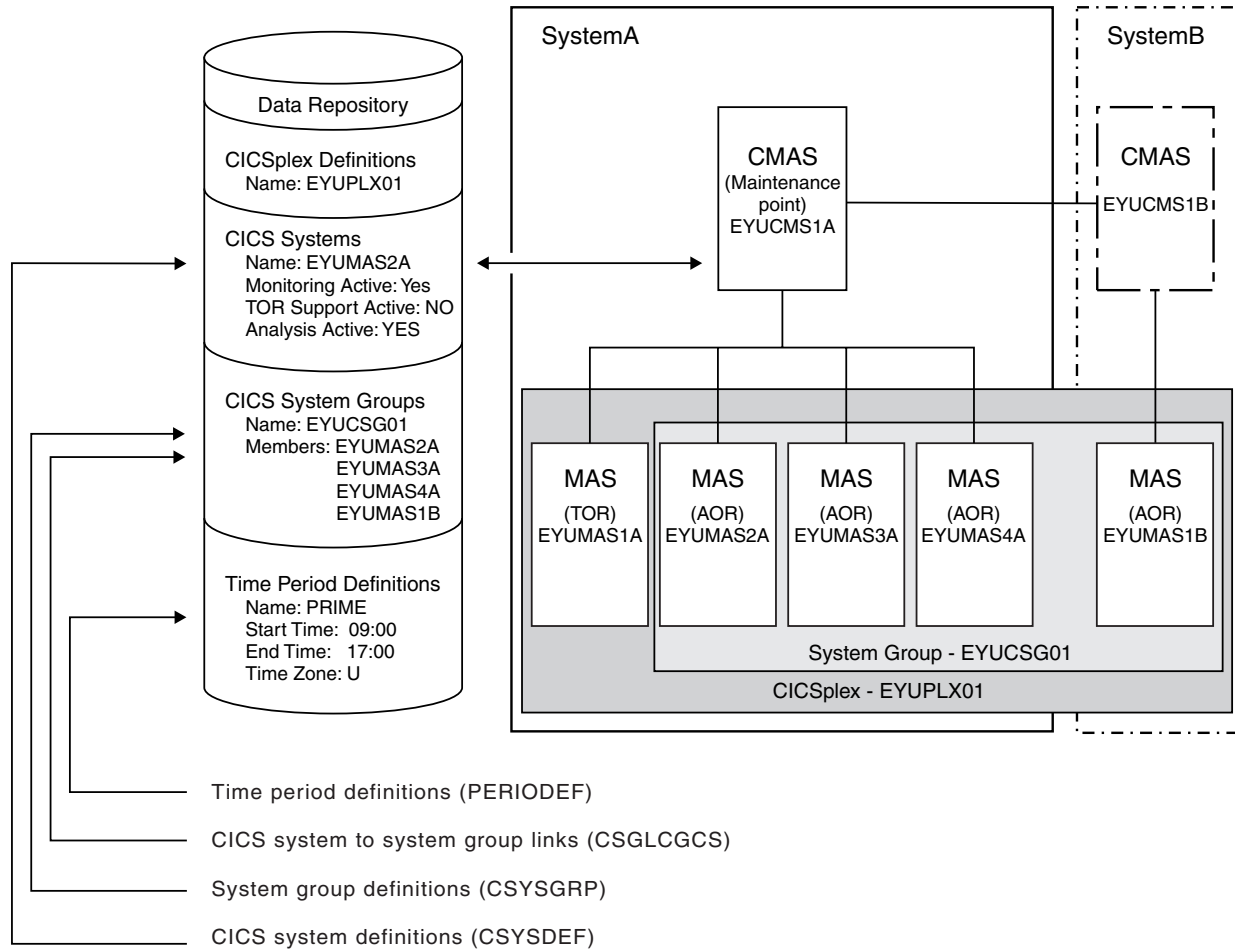 SystemA
SystemB
Data Repository
CICSplex Definitions
Name: EYUPLX01
CICS Systems
Name: EYUMAS2A
Monitoring Active: Yes
TOR Support Active: NO
Analysis Active: YES
CICS System Groups
Name: EYUCSG01
Members: EYUMAS2A
EYUMAS3A
EYUMAS4A
EYUMAS1B
Time Period Definitions
Name: PRIME
Start Time: 09:00
End Time: 17:00
Time Zone: U
CMAS
(Maintenance
point)
EYUCMS1A
CMAS
EYUCMS1B
MAS
(TOR)
EYUMAS1A
MAS
(AOR)
EYUMAS2A
MAS
(AOR)
EYUMAS3A
MAS
(AOR)
EYUMAS4A
MAS
(AOR)
EYUMAS1B
System Group - EYUCSG01
CICSplex - EYUPLX01
Time period definitions (PERIODEF)
CICS system to system group links (CSGLCGCS)
System group definitions (CSYSGRP)
CICS system definitions (CSYSDEF)